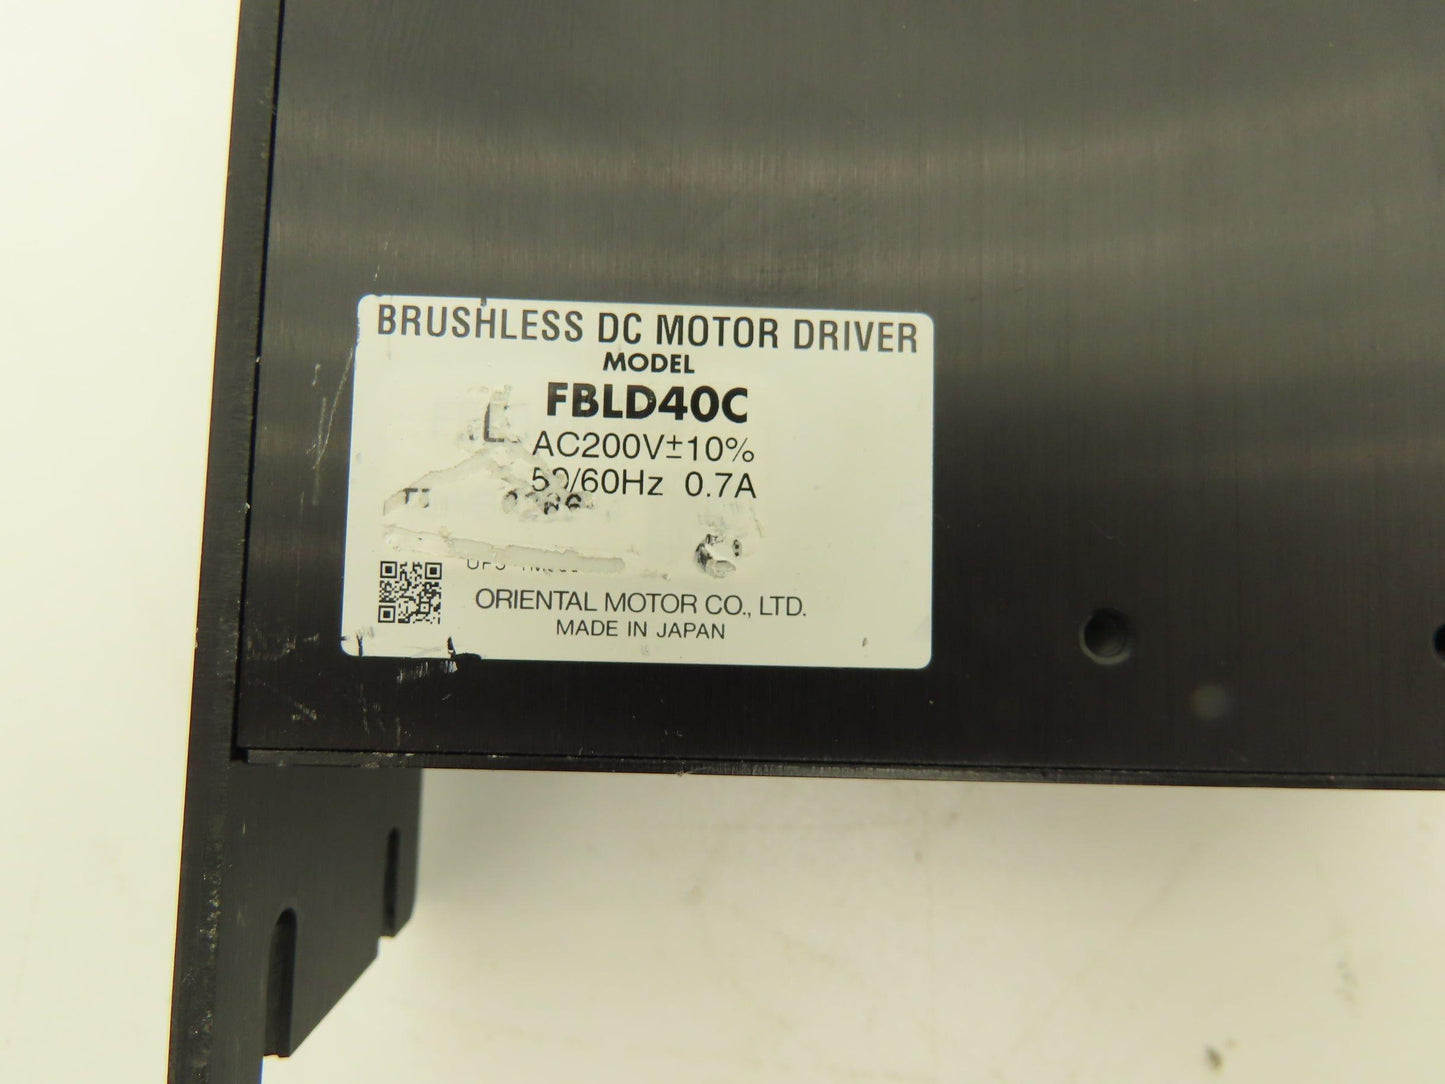 BRUSHLESS DC MOTOR DRIVER
MODEL
FBLD40C
AC200V±10%
50/60Hz 0.7A
ORIENTAL MOTOR CO., LTD.
MADE IN JAPAN